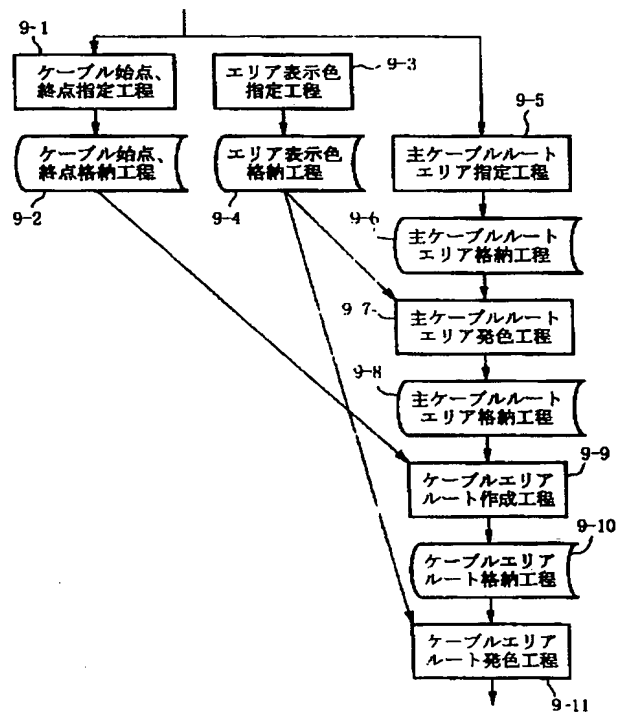 9-1
ケーブル始点、
終点指定工程
9-2
ケーブル始点、
終点格納工程
9-3
エリア表示色
指定工程
9-4
エリア表示色
格納工程
9-5
主ケーブルルート
エリア指定工程
9-6
主ケーブルルート
エリア格納工程
9 7
主ケーブルルート
エリア発色工程
9-8
主ケーブルルート
エリア格納工程
9-9
ケーブルエリア
ルート作成工程
9-10
ケーブルエリア
ルート格納工程
ケーブルエリア
ルート発色工程
9-11